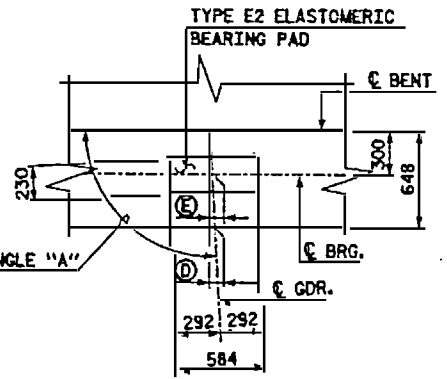 TYPE E2 ELASTOMERIC
BEARING PAD
℄ BENT
230
300
648
E
℄ BRG.
NGLE "A"
D
℄ GDR.
292 292
584